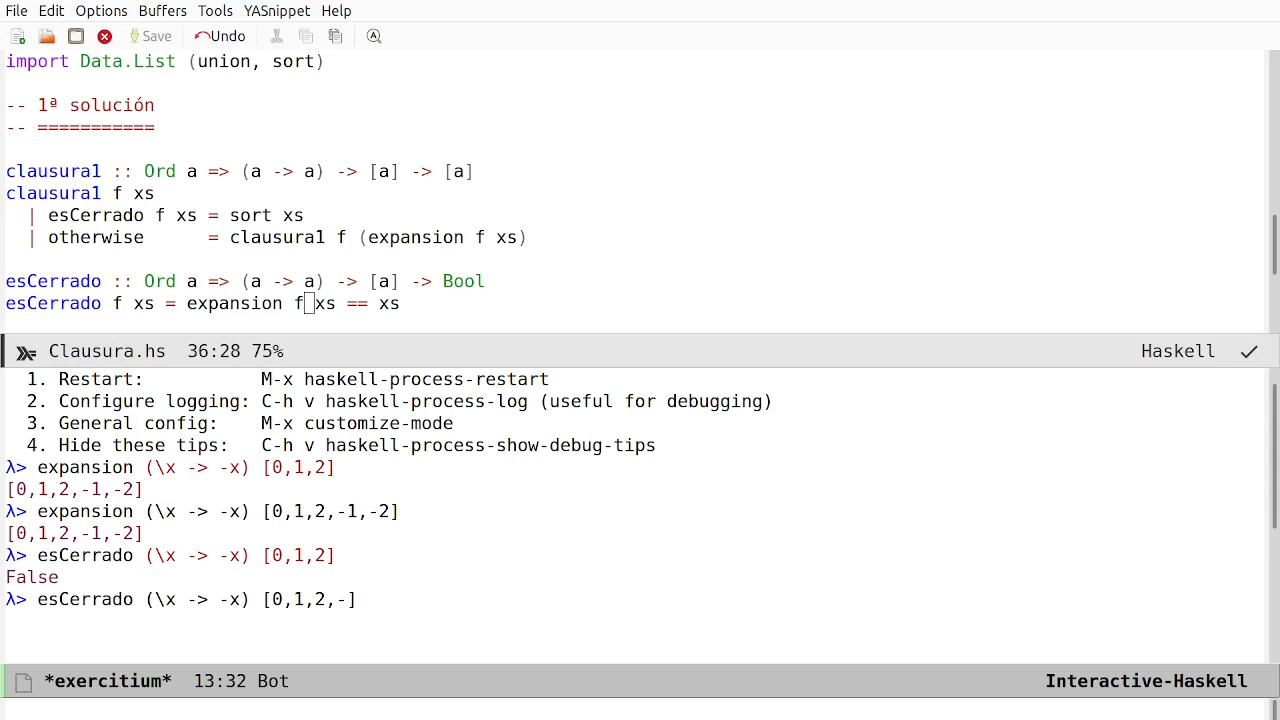 File Edit Options Buffers Tools YASnippet Help
Save Undo
import Data.List (union, sort)
-- 1ª solución
-- ===========
clausura1 :: Ord a => (a -> a) -> [a] -> [a]
clausura1 f xs
  | esCerrado f xs = sort xs
  | otherwise      = clausura1 f (expansion f xs)
esCerrado :: Ord a => (a -> a) -> [a] -> Bool
esCerrado f xs = expansion f xs == xs
Clausura.hs  36:28 75% Haskell
  1. Restart:           M-x haskell-process-restart
  2. Configure logging: C-h v haskell-process-log (useful for debugging)
  3. General config:    M-x customize-mode
  4. Hide these tips:   C-h v haskell-process-show-debug-tips
λ> expansion (\x -> -x) [0,1,2]
[0,1,2,-1,-2]
λ> expansion (\x -> -x) [0,1,2,-1,-2]
[0,1,2,-1,-2]
λ> esCerrado (\x -> -x) [0,1,2]
False
λ> esCerrado (\x -> -x) [0,1,2,-]
*exercitium*  13:32 Bot Interactive-Haskell